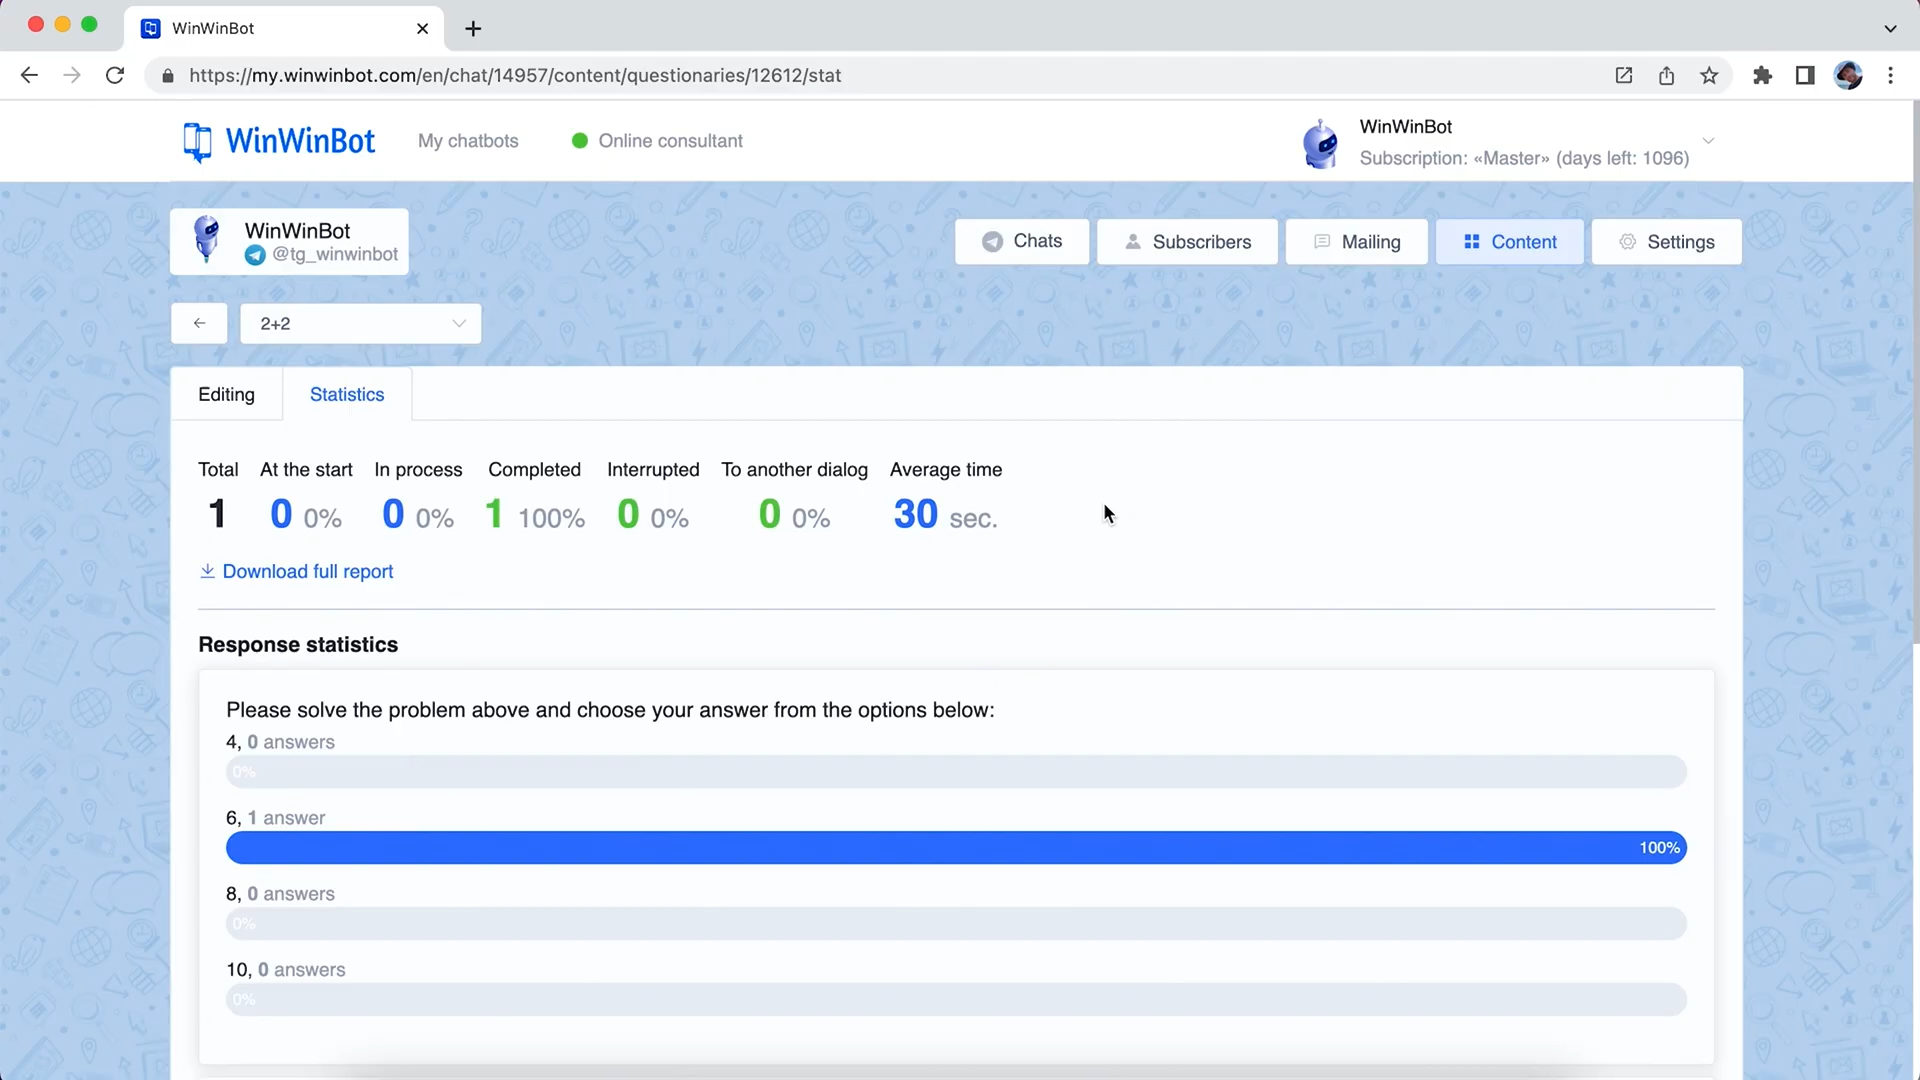 WinWinBot
https://my.winwinbot.com/en/chat/14957/content/questionaries/12612/stat
WinWinBot
My chatbots
Online consultant
WinWinBot
Subscription: «Master» (days left: 1096)
WinWinBot
@tg_winwinbot
Chats
Subscribers
Mailing
Content
Settings
2+2
Editing
Statistics
Total At the start In process Completed Interrupted To another dialog Average time
1 0 0% 0 0% 1 100% 0 0% 0 0% 30 sec.
Download full report
Response statistics
Please solve the problem above and choose your answer from the options below:
4, 0 answers
0%
6, 1 answer
100%
8, 0 answers
0%
10, 0 answers
0%